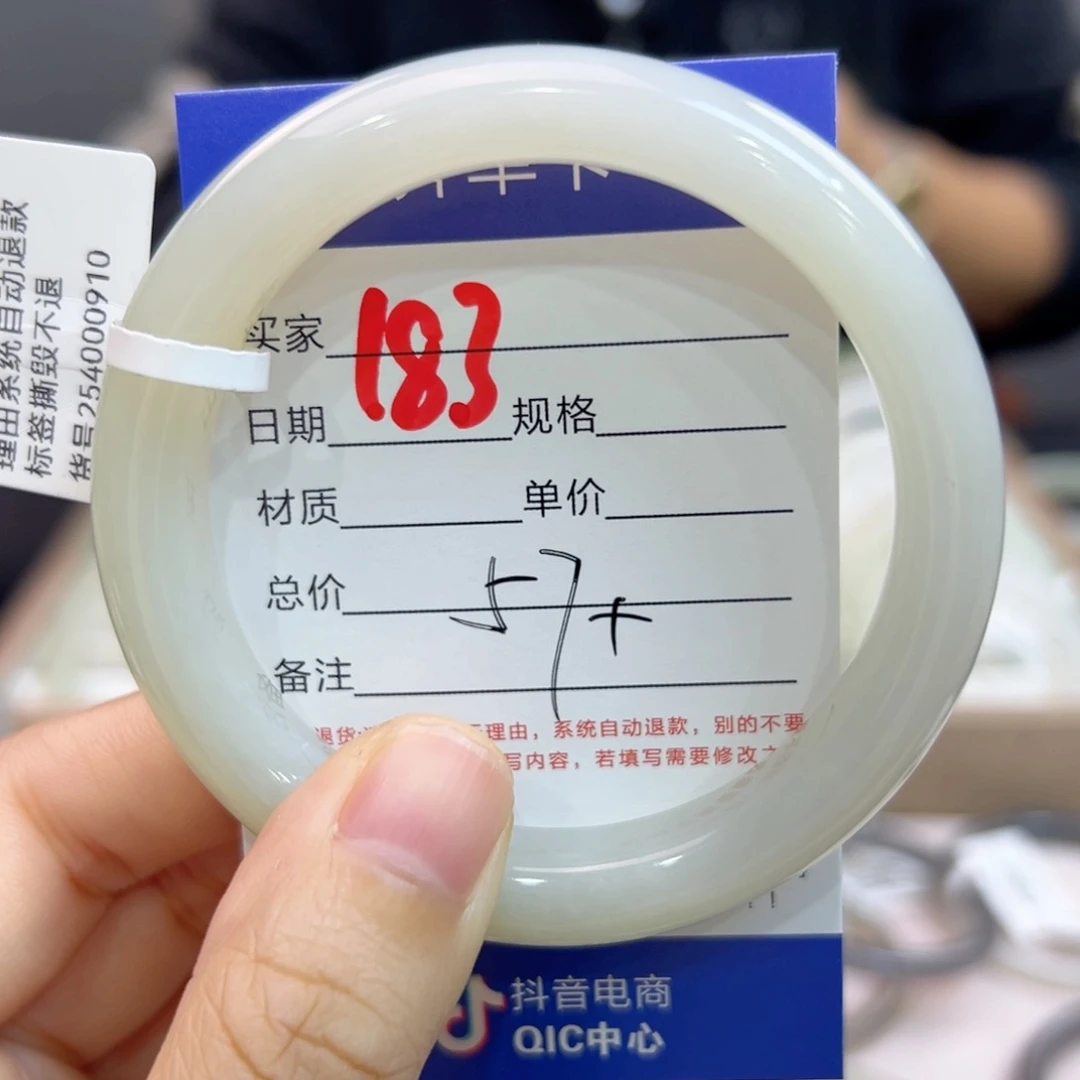 理由系统自动退款
标签撕毁不退
货号254000910
买家 183
日期 规格
材质 单价
总价 57+
备注
理由，系统自动退款，别的不要
写内容，若填写需要修改
抖音电商
QIC中心